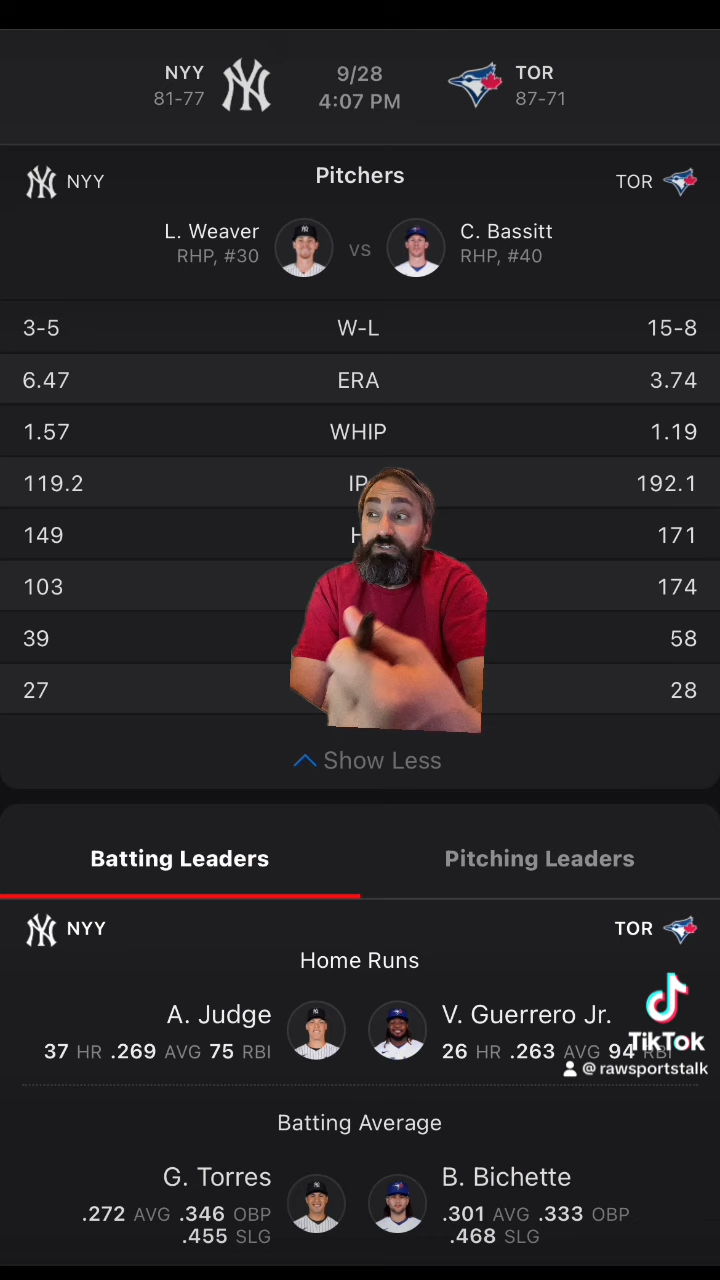 NYY 9/28 TOR
81-77 4:07 PM 87-71
NYY Pitchers TOR
L. Weaver C. Bassitt
RHP, #30 vs RHP, #40
3-5 W-L 15-8
6.47 ERA 3.74
1.57 WHIP 1.19
119.2 IP 192.1
149 H 171
103 174
39 58
27 28
Show Less
Batting Leaders Pitching Leaders
NYY TOR
Home Runs
A. Judge V. Guerrero Jr.
37 HR .269 AVG 75 RBI 26 HR .263 AVG 94 RBI
TikTok
@rawsportstalk
Batting Average
G. Torres B. Bichette
.272 AVG .346 OBP .301 AVG .333 OBP
.455 SLG .468 SLG